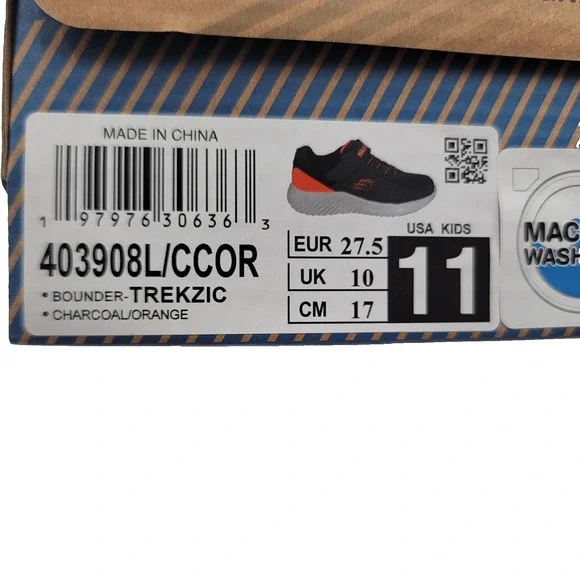 MADE IN CHINA
1 97976 30636 3
403908L/CCOR
• BOUNDER-TREKZIC
• CHARCOAL/ORANGE
EUR 27.5
UK 10
CM 17
USA KIDS
11
MAC
WASH